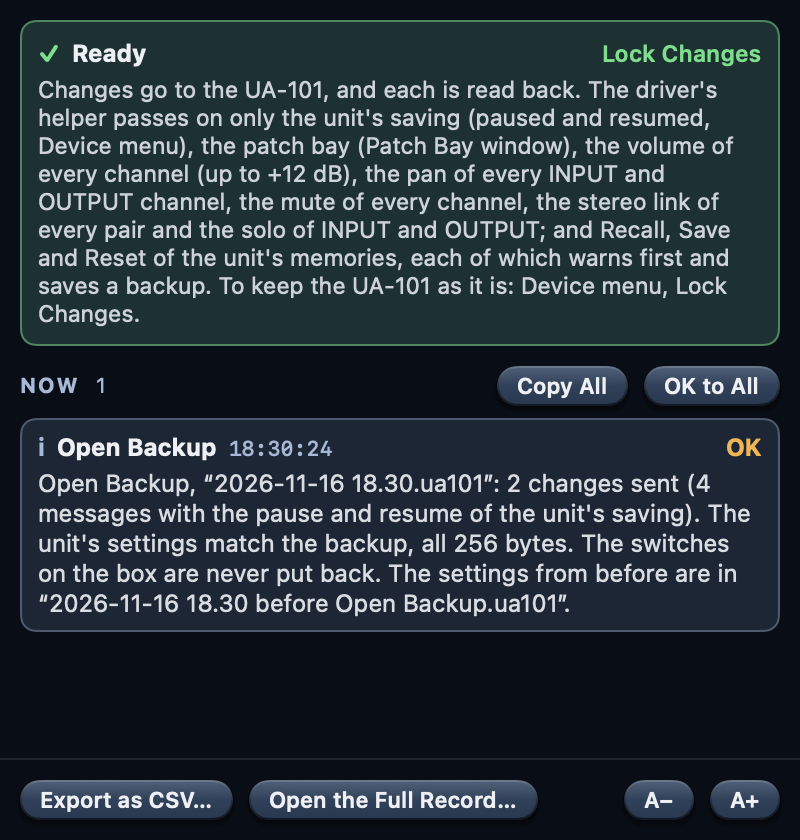 ✓ Ready Lock Changes
Changes go to the UA-101, and each is read back. The driver's
helper passes on only the unit's saving (paused and resumed,
Device menu), the patch bay (Patch Bay window), the volume of
every channel (up to +12 dB), the pan of every INPUT and
OUTPUT channel, the mute of every channel, the stereo link of
every pair and the solo of INPUT and OUTPUT; and Recall, Save
and Reset of the unit's memories, each of which warns first and
saves a backup. To keep the UA-101 as it is: Device menu, Lock
Changes.
NOW 1 Copy All OK to All
i Open Backup 18:30:24 OK
Open Backup, “2026-11-16 18.30.ua101”: 2 changes sent (4
messages with the pause and resume of the unit's saving). The
unit's settings match the backup, all 256 bytes. The switches
on the box are never put back. The settings from before are in
“2026-11-16 18.30 before Open Backup.ua101”.
Export as CSV... Open the Full Record... A− A+